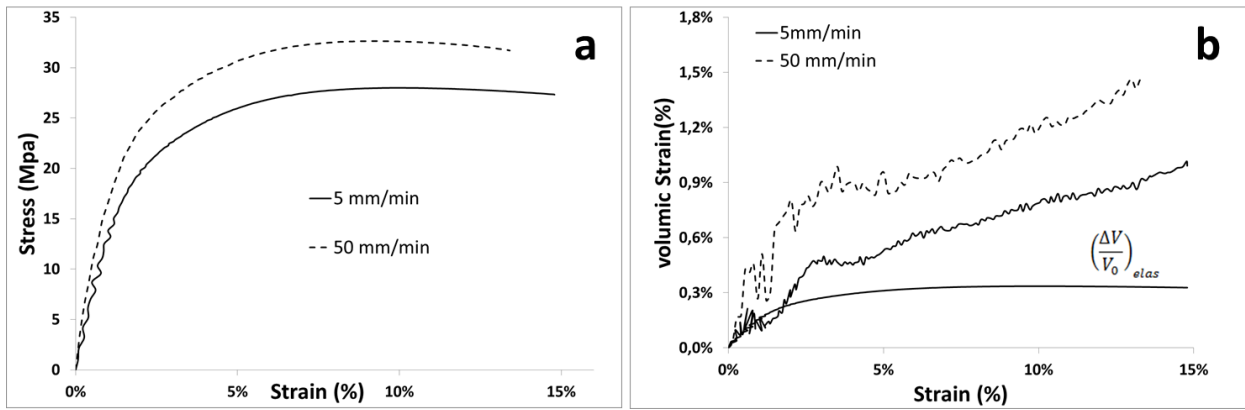 a
35
30
25
20
15
10
5
0
Stress (Mpa)
5 mm/min
50 mm/min
0%
5%
10%
15%
Strain (%)
b
1,8%
1,5%
1,2%
0,9%
0,6%
0,3%
0,0%
volumic Strain(%)
5mm/min
50 mm/min
(ΔV/V₀)elas
0%
5%
10%
15%
Strain (%)